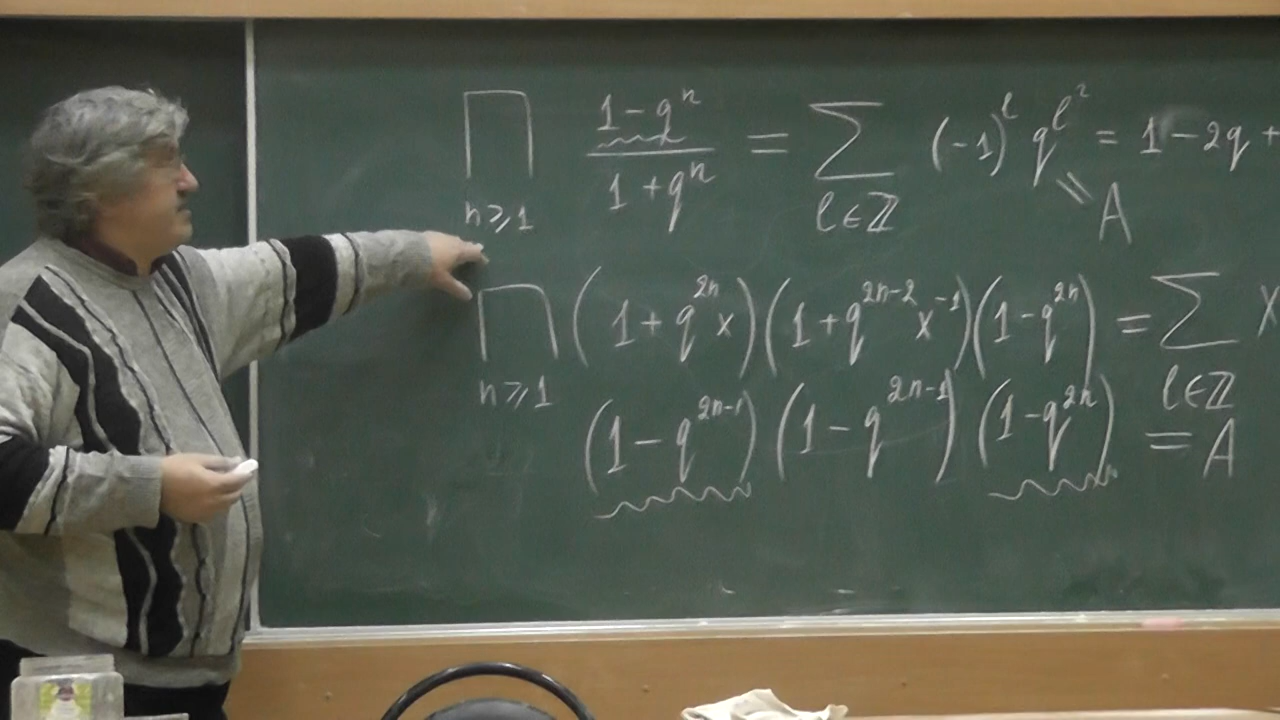 ∏_{n≥1} (1-q^n)/(1+q^n) = ∑_{l∈ℤ} (-1)^l q^{l^2} = 1-2q+
= A
∏_{n≥1} (1+q^{2n}x)(1+q^{2n-2}x^{-1})(1-q^{2n}) = ∑_{l∈ℤ} x
(1-q^{2n-1})(1-q^{2n-1})(1-q^{2n}) = A